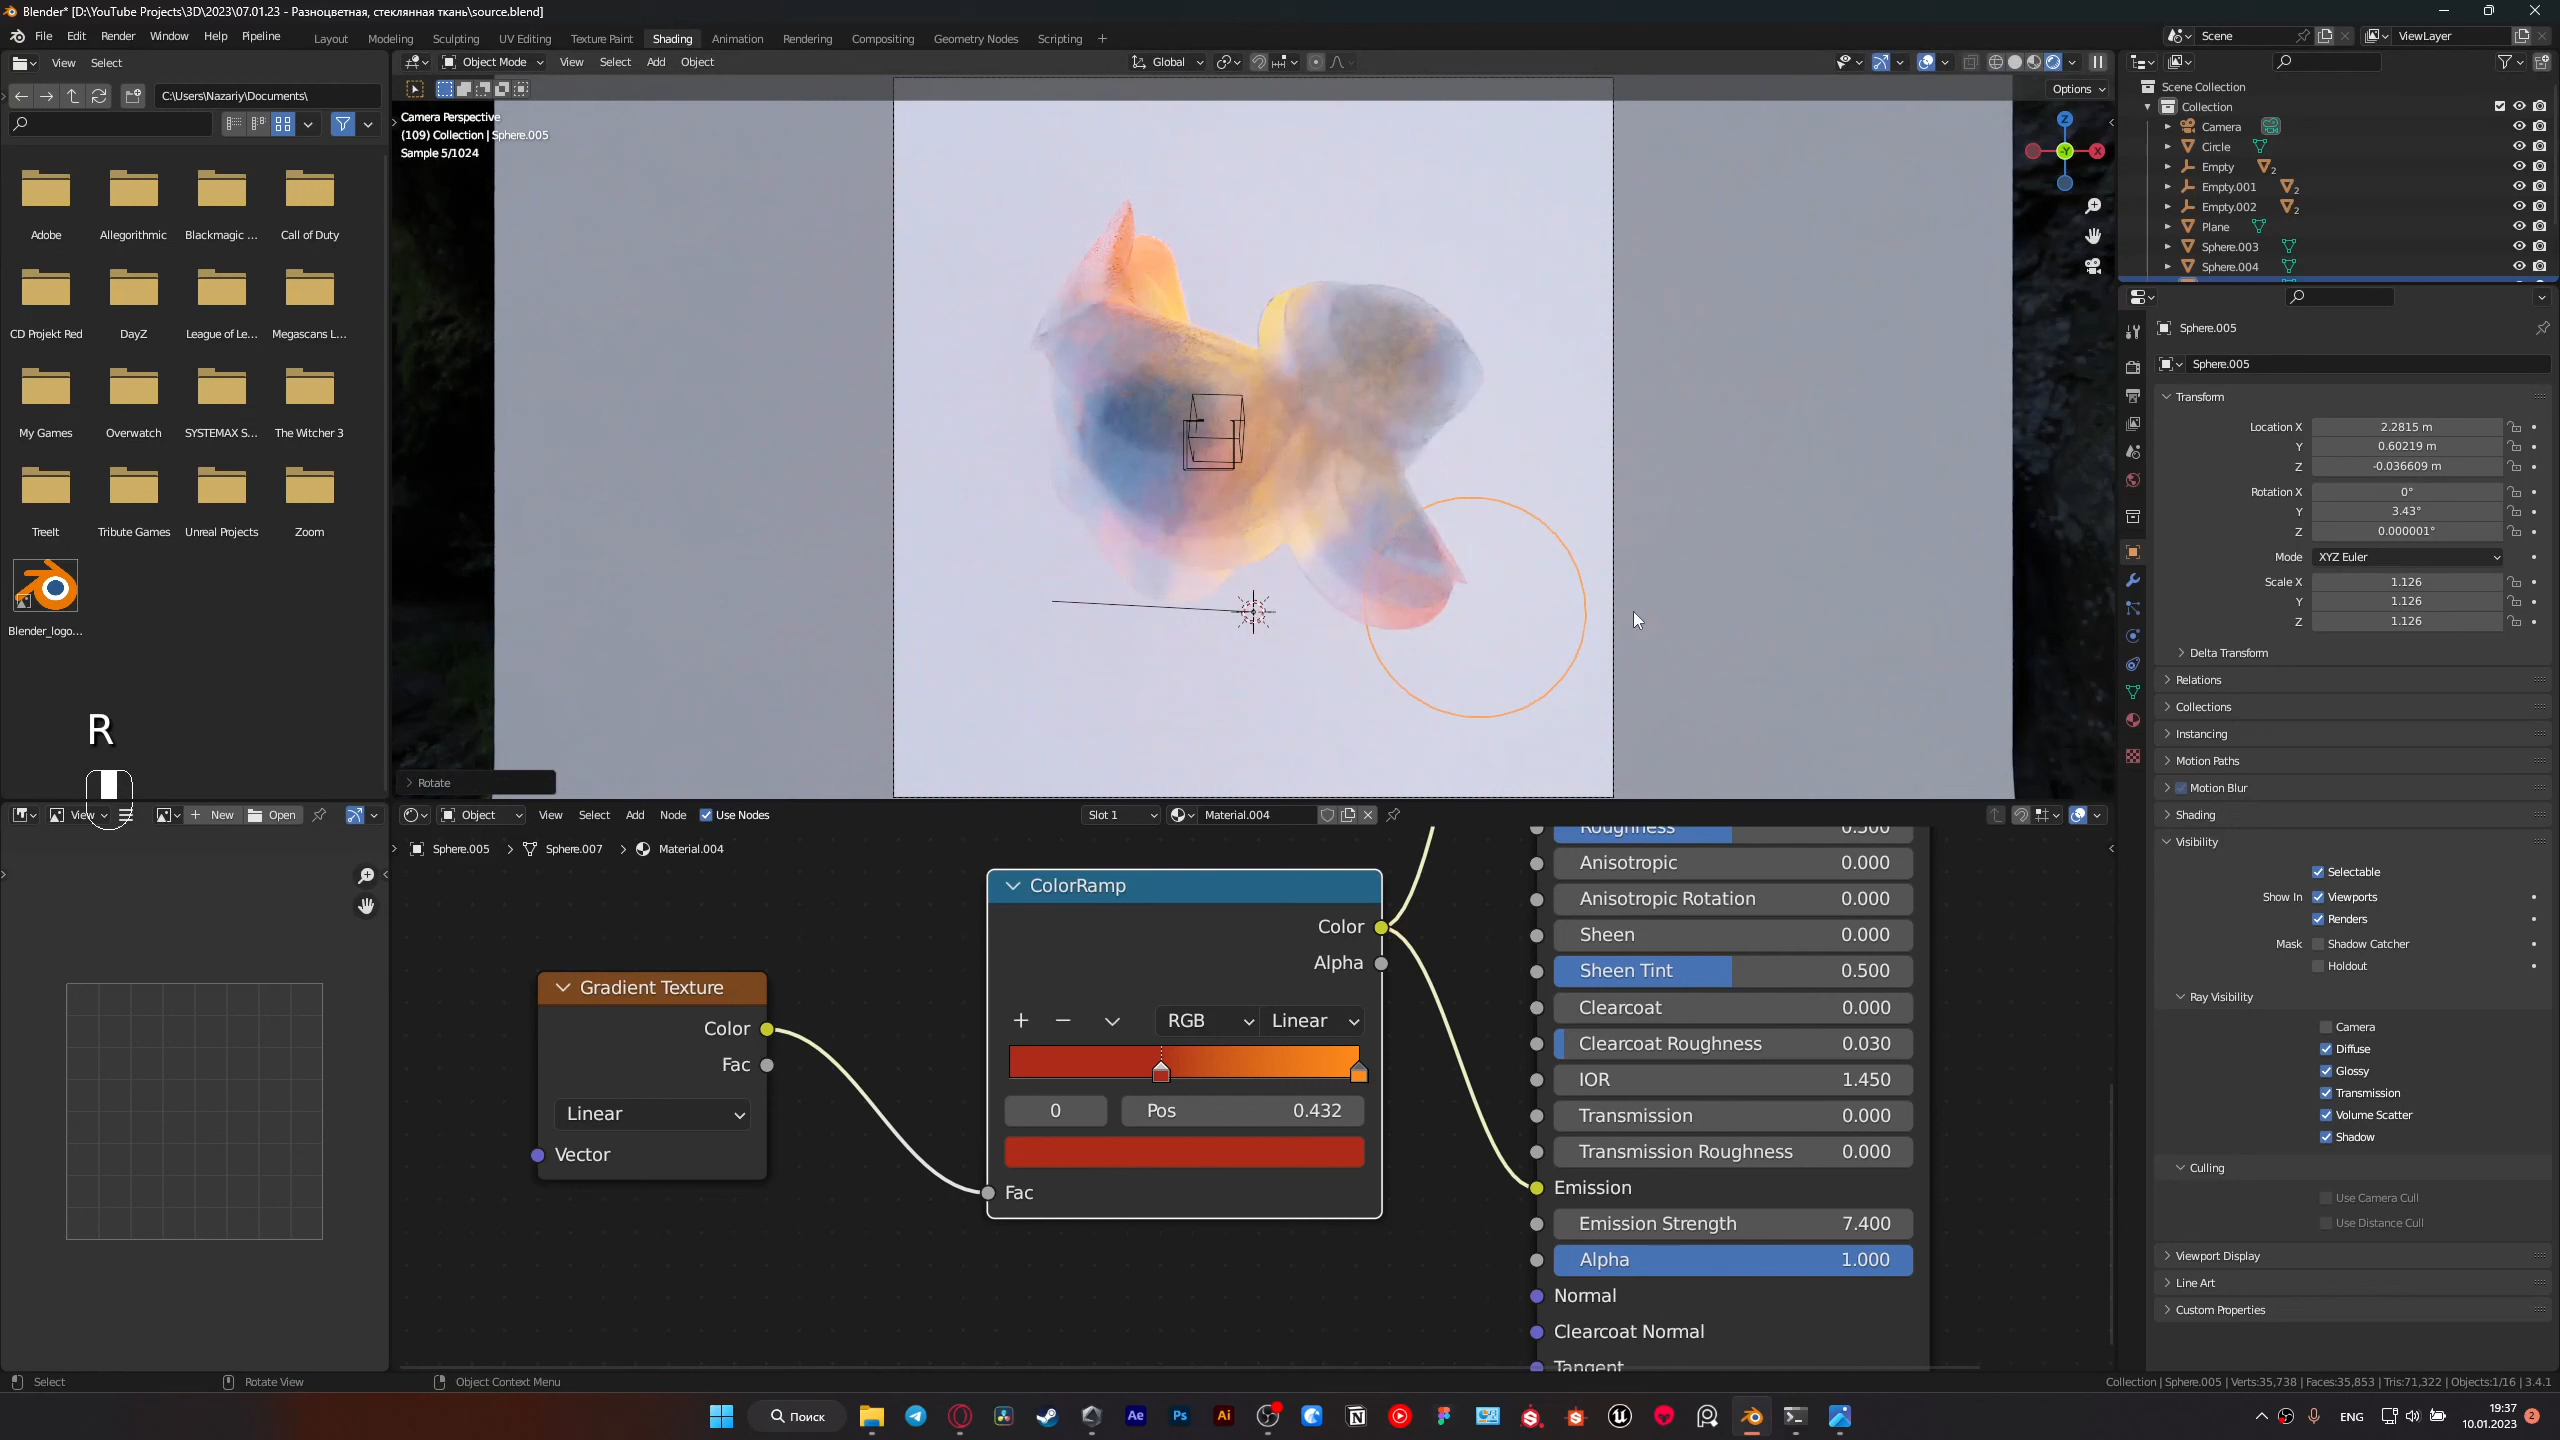 Blender* [D:\YouTube Projects\3D\2023\07.01.23 - Разноцветная, стеклянная ткань\source.blend]
File Edit Render Window Help Pipeline
Layout Modeling Sculpting UV Editing Texture Paint Shading Animation Rendering Compositing Geometry Nodes Scripting +
Scene
ViewLayer
View Select
C:\Users\Nazariy\Documents\
Adobe Allegorithmic Blackmagic ... Call of Duty
CD Projekt Red DayZ League of Le... Megascans L...
My Games Overwatch SYSTEMAX S... The Witcher 3
TreeIt Tribute Games Unreal Projects Zoom
Blender_logo...
R
Object Mode View Select Add Object
Global
Options
Camera Perspective
(109) Collection | Sphere.005
Sample 5/1024
Z
-Y
X
Rotate
Scene Collection
Collection
Camera
Circle
Empty 2
Empty.001 2
Empty.002 2
Plane
Sphere.003
Sphere.004
Sphere.005
Sphere.005
Transform
Location X 2.2815 m
Y 0.60219 m
Z -0.036609 m
Rotation X 0°
Y 3.43°
Z 0.000001°
Mode XYZ Euler
Scale X 1.126
Y 1.126
Z 1.126
Delta Transform
Relations
Collections
Instancing
Motion Paths
Motion Blur
Shading
Visibility
Selectable
Show In Viewports
Renders
Mask Shadow Catcher
Holdout
Ray Visibility
Camera
Diffuse
Glossy
Transmission
Volume Scatter
Shadow
Culling
Use Camera Cull
Use Distance Cull
Viewport Display
Line Art
Custom Properties
View
New
Open
Object View Select Add Node Use Nodes
Slot 1
Material.004
Sphere.005 Sphere.007 Material.004
Gradient Texture
Color
Fac
Linear
Vector
ColorRamp
Color
Alpha
RGB Linear
0 Pos 0.432
Fac
Roughness 0.500
Anisotropic 0.000
Anisotropic Rotation 0.000
Sheen 0.000
Sheen Tint 0.500
Clearcoat 0.000
Clearcoat Roughness 0.030
IOR 1.450
Transmission 0.000
Transmission Roughness 0.000
Emission
Emission Strength 7.400
Alpha 1.000
Normal
Clearcoat Normal
Tangent
Select Rotate View Object Context Menu
Collection | Sphere.005 | Verts:35,738 | Faces:35,853 | Tris:71,322 | Objects:1/16 | 3.4.1
Поиск
Ae Ps Ai
ENG
19:37
10.01.2023
2